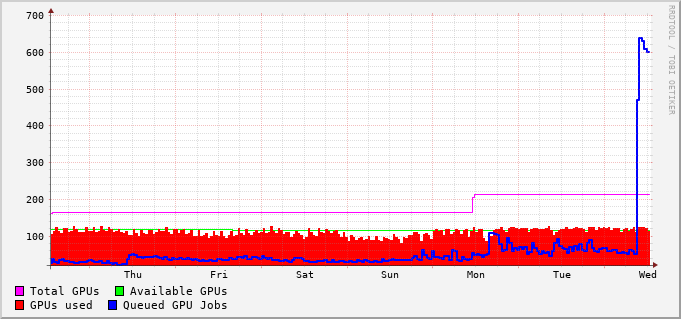 700
600
500
400
300
200
100
Thu Fri Sat Sun Mon Tue Wed
Total GPUs Available GPUs
GPUs used Queued GPU Jobs
RRDTOOL / TOBI OETIKER